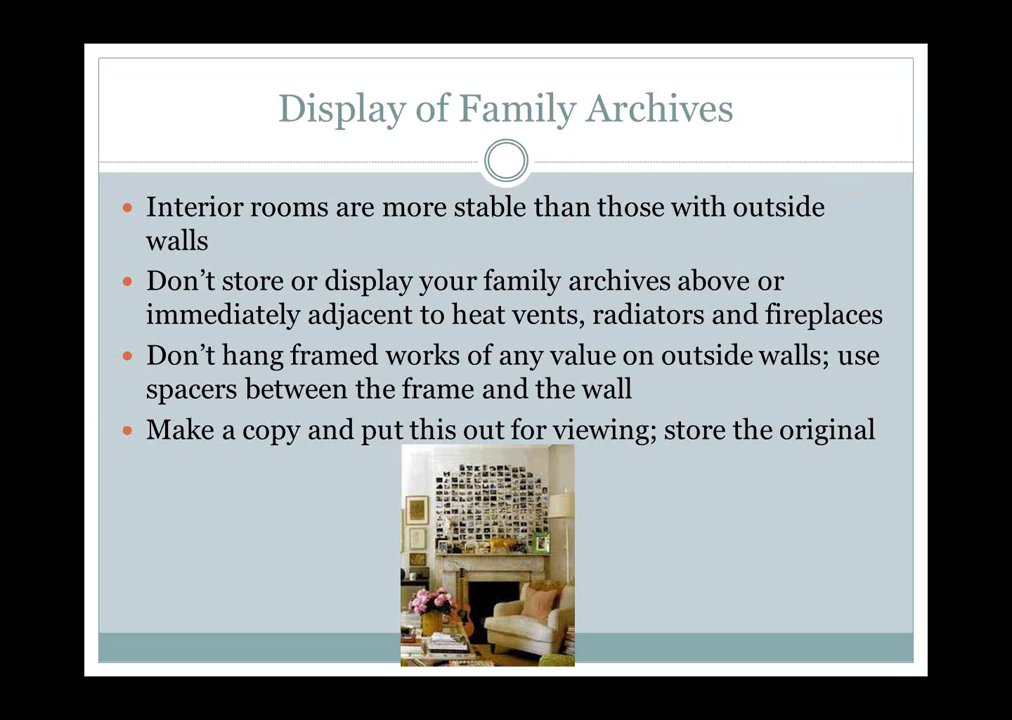 Display of Family Archives
Interior rooms are more stable than those with outside
walls
Don’t store or display your family archives above or
immediately adjacent to heat vents, radiators and fireplaces
Don’t hang framed works of any value on outside walls; use
spacers between the frame and the wall
Make a copy and put this out for viewing; store the original